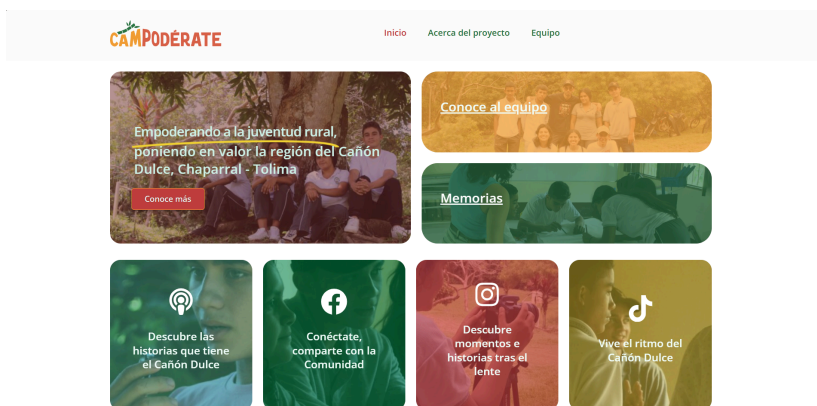 CAMPODÉRATE
Inicio
Acerca del proyecto
Equipo
Empoderando a la juventud rural,
poniendo en valor la región del Cañón
Dulce, Chaparral - Tolima
Conoce más
Conoce al equipo
Memorias
Descubre las
historias que tiene
el Cañón Dulce
Conéctate,
comparte con la
Comunidad
Descubre
momentos e
historias tras el
lente
Vive el ritmo del
Cañón Dulce